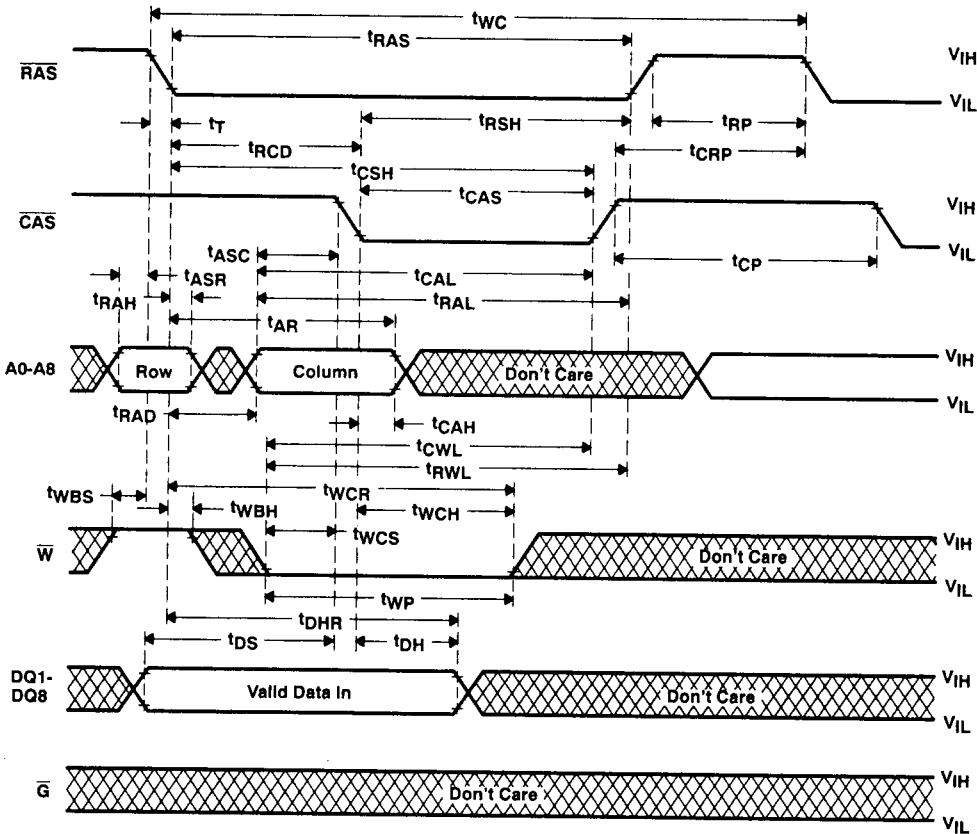 tWC
tRAS
RAS
VIH
VIL
tT
tRSH
tRP
tRCD
tCRP
tCSH
tCAS
CAS
VIH
VIL
tASC
tCP
tASR
tCAL
tRAH
tRAL
tAR
A0-A8
Row
Column
Don't Care
VIH
VIL
tRAD
tCAH
tCWL
tRWL
tWBS
tWCR
tWBH
tWCH
tWCS
W
Don't Care
VIH
VIL
tWP
tDHR
tDS
tDH
DQ1-
DQ8
Valid Data In
Don't Care
VIH
VIL
G
Don't Care
VIH
VIL